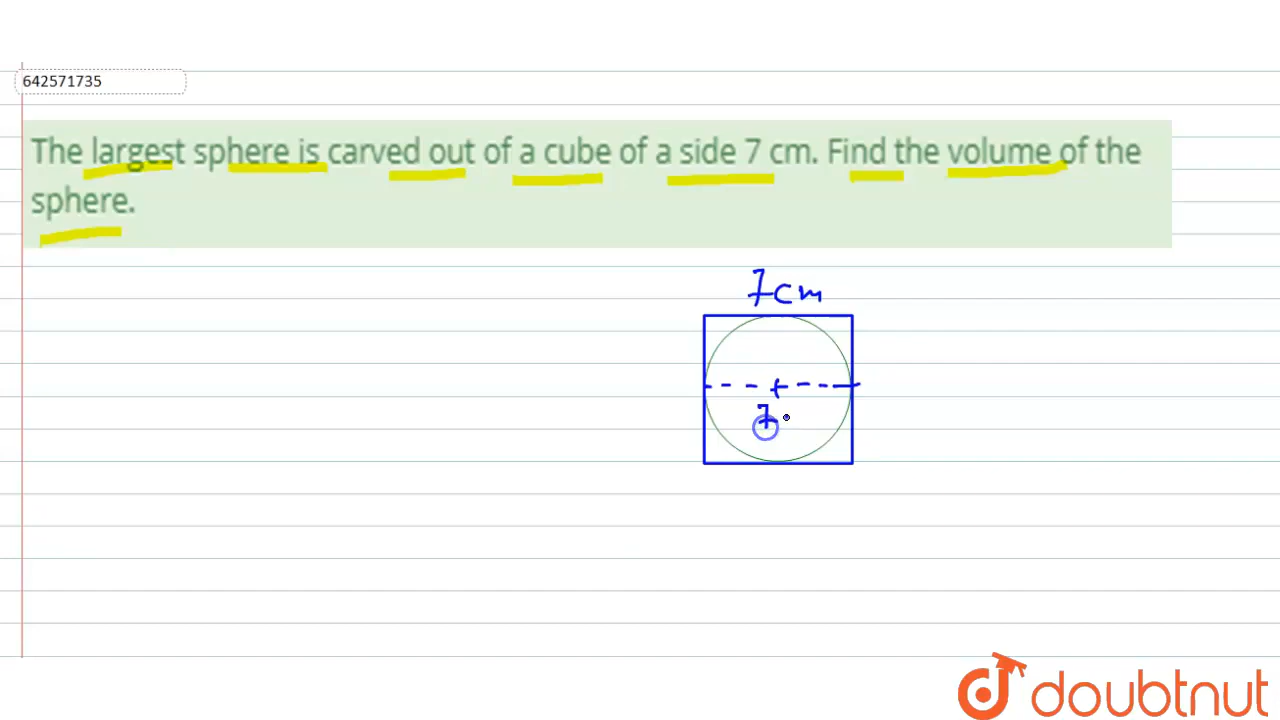 642571735
The largest sphere is carved out of a cube of a side 7 cm. Find the volume of the
sphere.
7cm
7
doubtnut